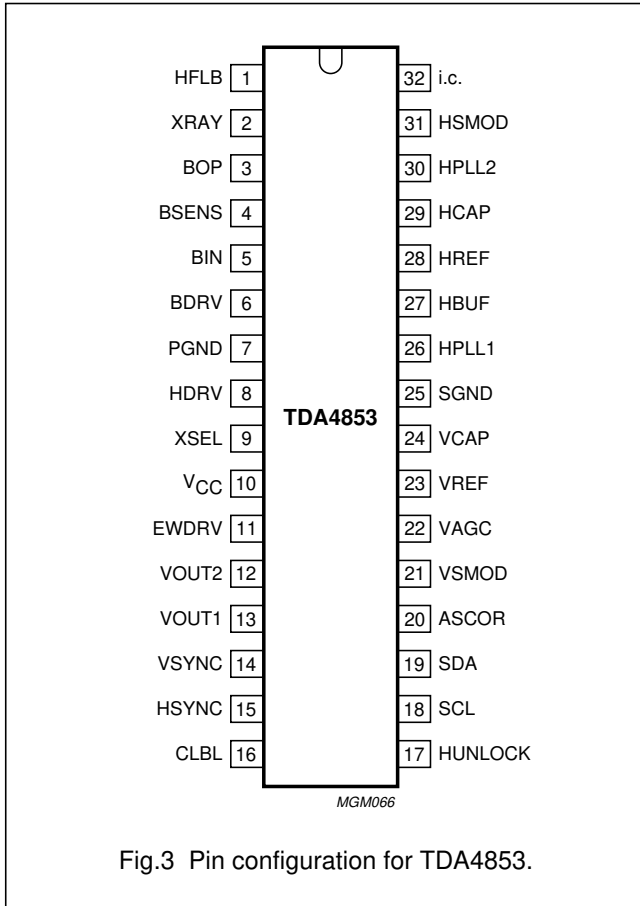 HFLB 1 32 i.c.
XRAY 2 31 HSMOD
BOP 3 30 HPLL2
BSENS 4 29 HCAP
BIN 5 28 HREF
BDRV 6 27 HBUF
PGND 7 26 HPLL1
HDRV 8 25 SGND
TDA4853
XSEL 9 24 VCAP
VCC 10 23 VREF
EWDRV 11 22 VAGC
VOUT2 12 21 VSMOD
VOUT1 13 20 ASCOR
VSYNC 14 19 SDA
HSYNC 15 18 SCL
CLBL 16 17 HUNLOCK
MGM066
Fig.3 Pin configuration for TDA4853.